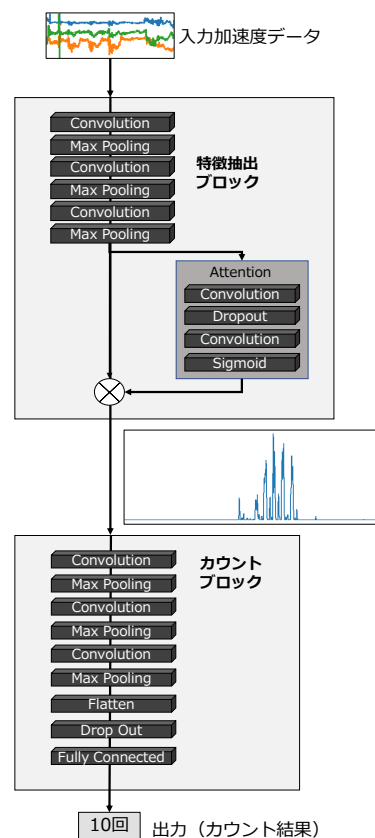 入力加速度データ
Convolution
Max Pooling
Convolution
Max Pooling
Convolution
Max Pooling
特徴抽出
ブロック
Attention
Convolution
Dropout
Convolution
Sigmoid
Convolution
Max Pooling
Convolution
Max Pooling
Convolution
Max Pooling
Flatten
Drop Out
Fully Connected
カウント
ブロック
10回
出力（カウント結果）